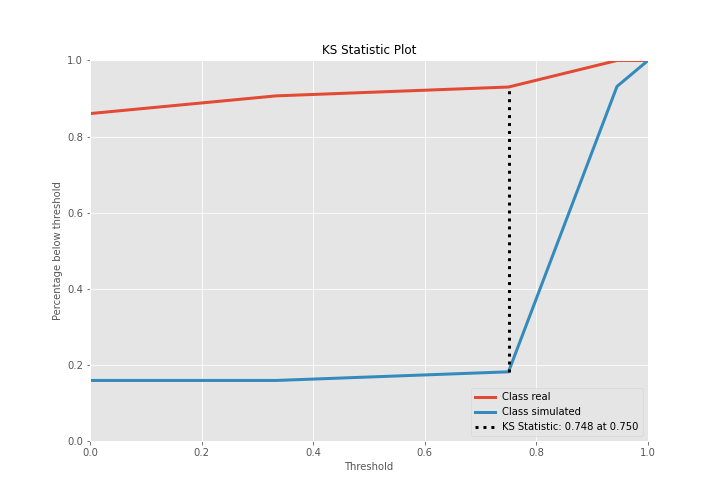 KS Statistic Plot
1.0
0.8
0.6
0.4
0.2
0.0
Percentage below threshold
Class real
Class simulated
KS Statistic: 0.748 at 0.750
0.0 0.2 0.4 0.6 0.8 1.0
Threshold